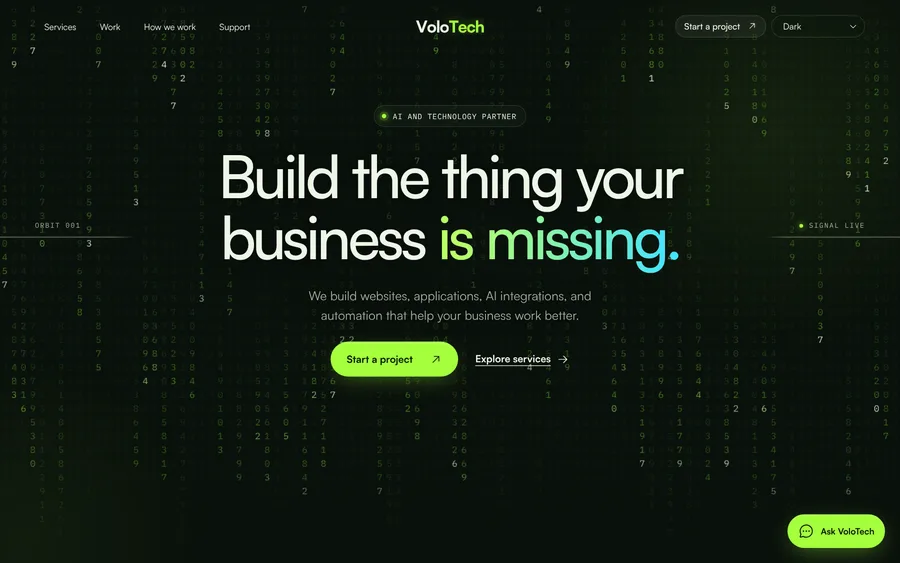 Services
Work
How we work
Support
VoloTech
Start a project
Dark
AI AND TECHNOLOGY PARTNER
Build the thing your
business is missing.
ORBIT 001
SIGNAL LIVE
We build websites, applications, AI integrations, and
automation that help your business work better.
Start a project
Explore services
Ask VoloTech